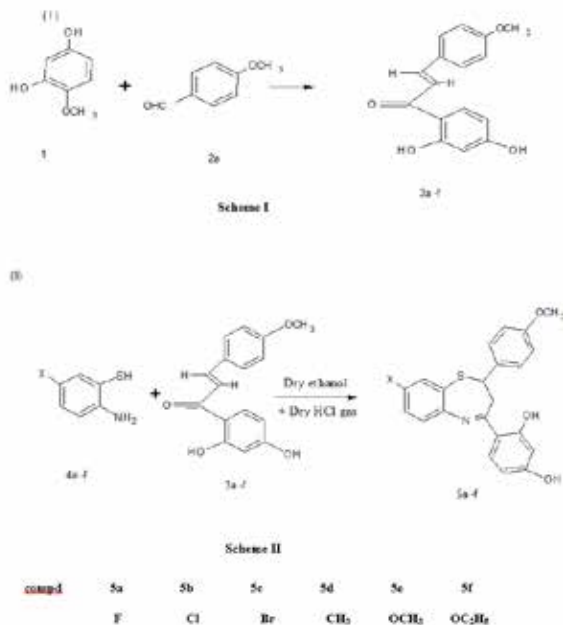 (1)
OH
HO
OCH 3
+
OHC
OCH 3
1
2a
OCH 3
H
H
O
HO
OH
3a-f
Scheme I
X
SH
NH2
+
OCH3
H
H
O
HO
OH
Dry ethanol
+ Dry HCl gas
OCH3
S
X
N
OH
OH
4a-f
3a-f
5a-f
Scheme II
compd 5a 5b 5c 5d 5e 5f
F Cl Br CH3 OCH3 OC2H5